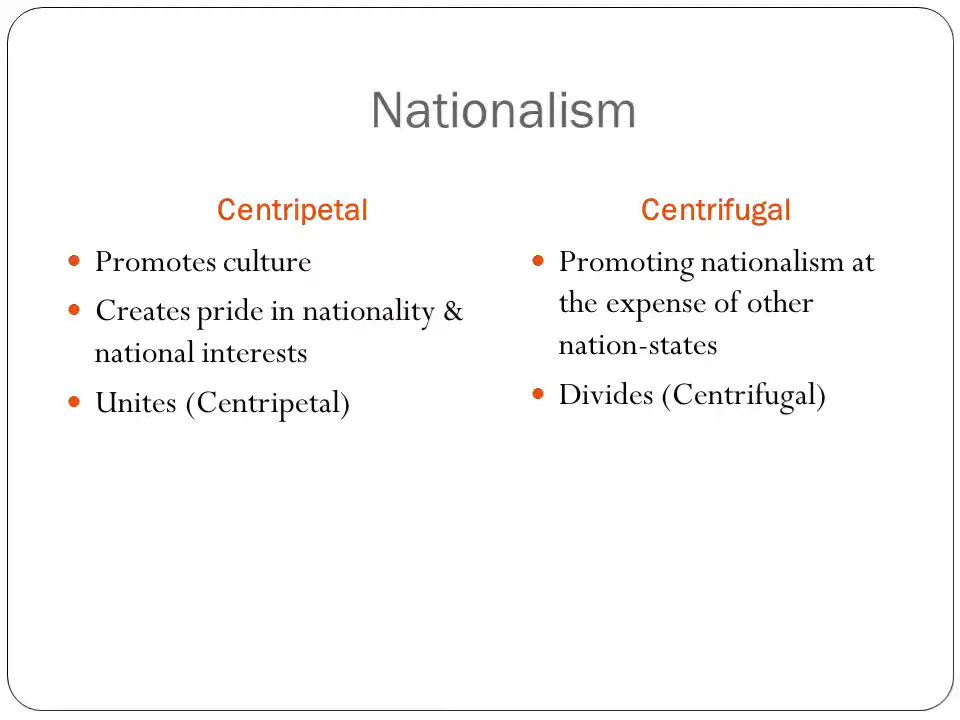 Nationalism
Centripetal
• Promotes culture
• Creates pride in nationality &
national interests
• Unites (Centripetal)
Centrifugal
• Promoting nationalism at
the expense of other
nation-states
• Divides (Centrifugal)